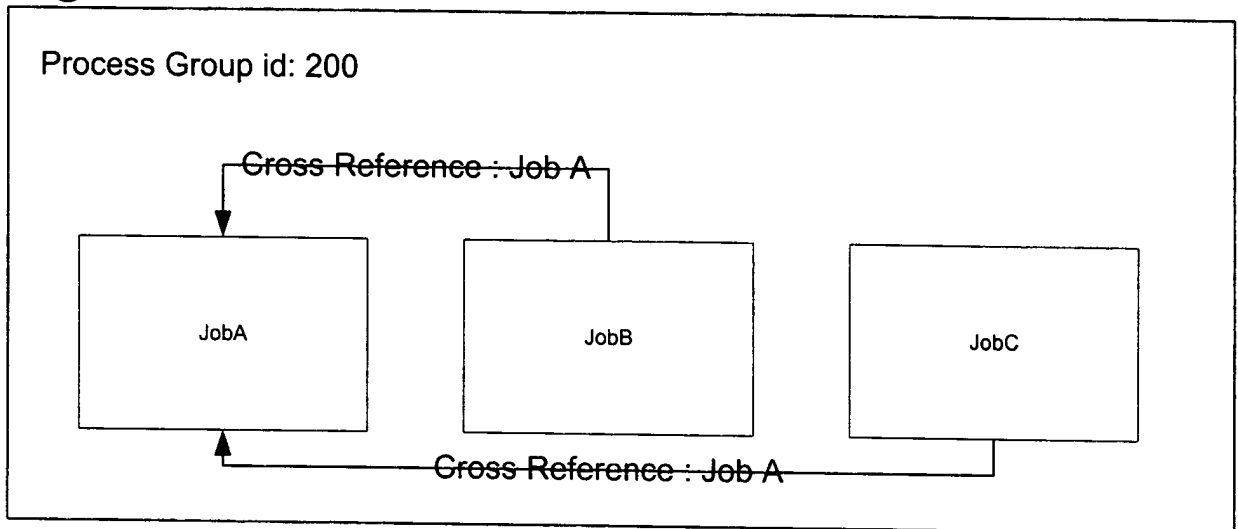 Process Group id: 200
Cross Reference : Job A
JobA
JobB
JobC
Cross Reference : Job A